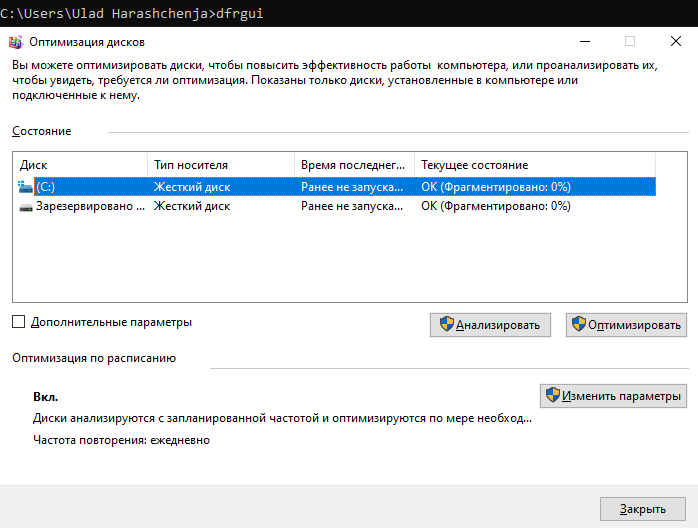 C:\Users\Ulad Harashchenja>dfrgui
Оптимизация дисков
Вы можете оптимизировать диски, чтобы повысить эффективность работы компьютера, или проанализировать их,
чтобы увидеть, требуется ли оптимизация. Показаны только диски, установленные в компьютере или
подключенные к нему.
Состояние
Диск Тип носителя Время последнег... Текущее состояние
(C:) Жесткий диск Ранее не запуска... ОК (Фрагментировано: 0%)
Зарезервировано ... Жесткий диск Ранее не запуска... ОК (Фрагментировано: 0%)
Дополнительные параметры Анализировать Оптимизировать
Оптимизация по расписанию
Вкл. Изменить параметры
Диски анализируются с запланированной частотой и оптимизируются по мере необход...
Частота повторения: ежедневно
Закрыть